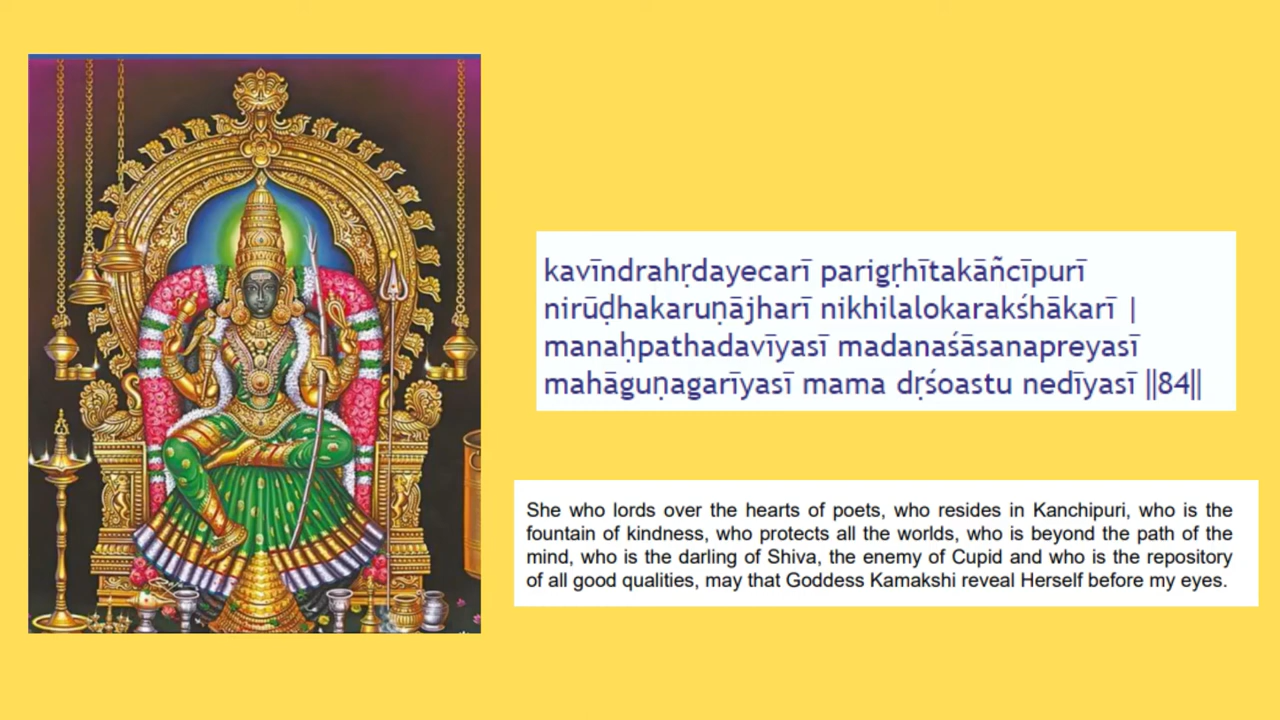 kavīndrahṛdayecarī parigṛhītakāñcīpurī
nirūḍhakaruṇājharī nikhilalokarakśhākarī |
manaḥpathadavīyasī madanaśāsanapreyasī
mahāguṇagarīyasī mama dṛśoastu nedīyasī ||84||
She who lords over the hearts of poets, who resides in Kanchipuri, who is the
fountain of kindness, who protects all the worlds, who is beyond the path of the
mind, who is the darling of Shiva, the enemy of Cupid and who is the repository
of all good qualities, may that Goddess Kamakshi reveal Herself before my eyes.